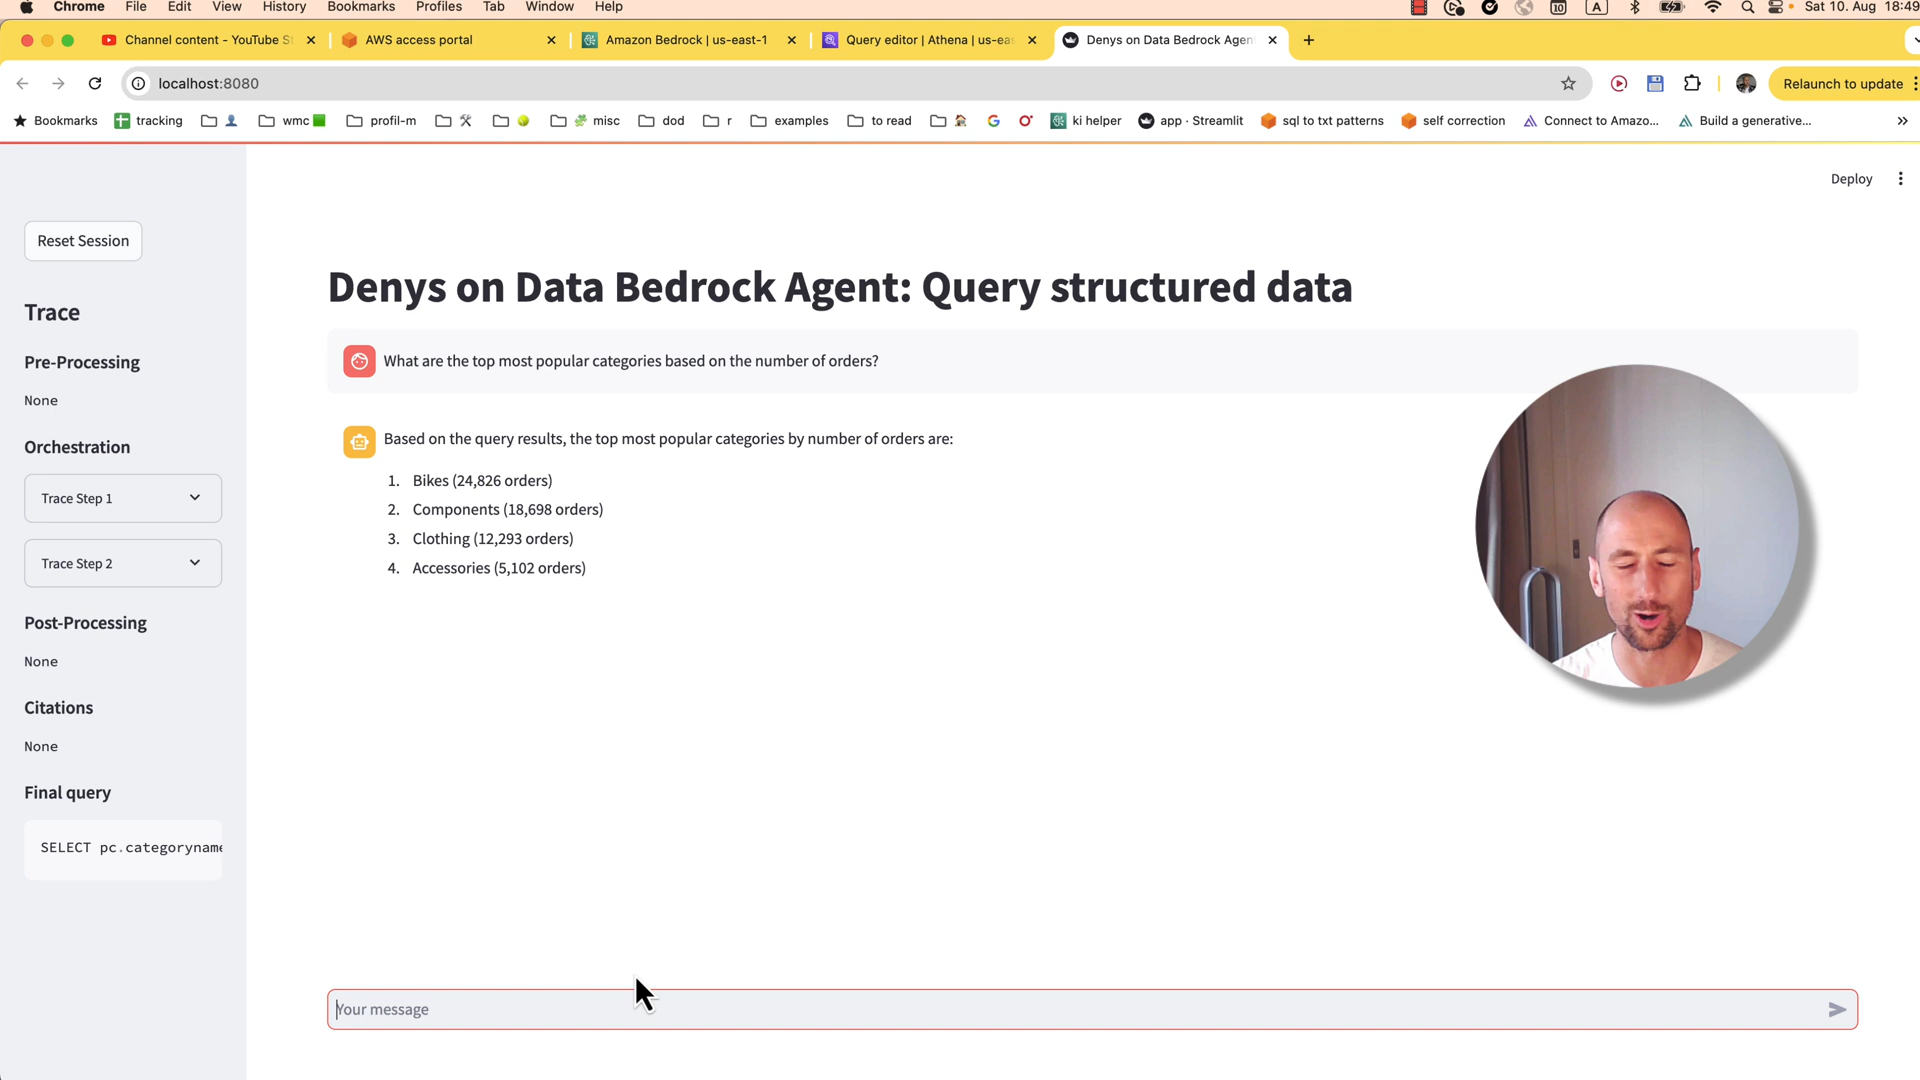 Chrome File Edit View History Bookmarks Profiles Tab Window Help A 10 Sat 10. Aug 18:49
Channel content - YouTube St
AWS access portal
Amazon Bedrock | us-east-1
Query editor | Athena | us-eas
Denys on Data Bedrock Agen
localhost:8080
Relaunch to update
Bookmarks tracking wmc profil-m misc dod r examples to read ki helper app · Streamlit sql to txt patterns self correction Connect to Amazo... Build a generative...
Deploy
Reset Session
Trace
Pre-Processing
None
Orchestration
Trace Step 1
Trace Step 2
Post-Processing
None
Citations
None
Final query
SELECT pc.categoryname
Denys on Data Bedrock Agent: Query structured data
What are the top most popular categories based on the number of orders?
Based on the query results, the top most popular categories by number of orders are:
1. Bikes (24,826 orders)
2. Components (18,698 orders)
3. Clothing (12,293 orders)
4. Accessories (5,102 orders)
Your message